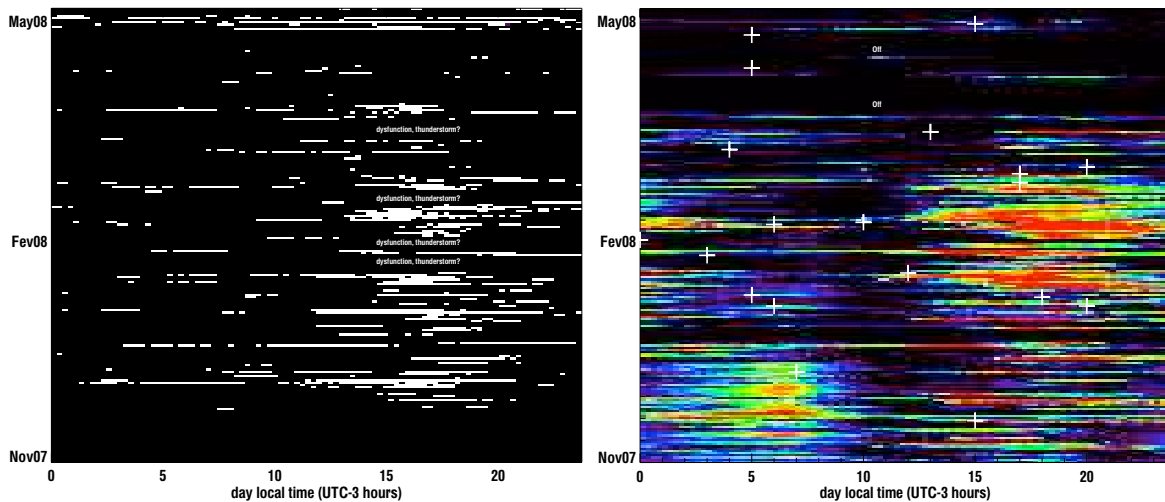 May08
dysfunction, thunderstorm?
dysfunction, thunderstorm?
Fev08
dysfunction, thunderstorm?
dysfunction, thunderstorm?
Nov07
0 5 10 15 20
day local time (UTC-3 hours)
May08
Off
Off
Fev08
Nov07
0 5 10 15 20
day local time (UTC-3 hours)